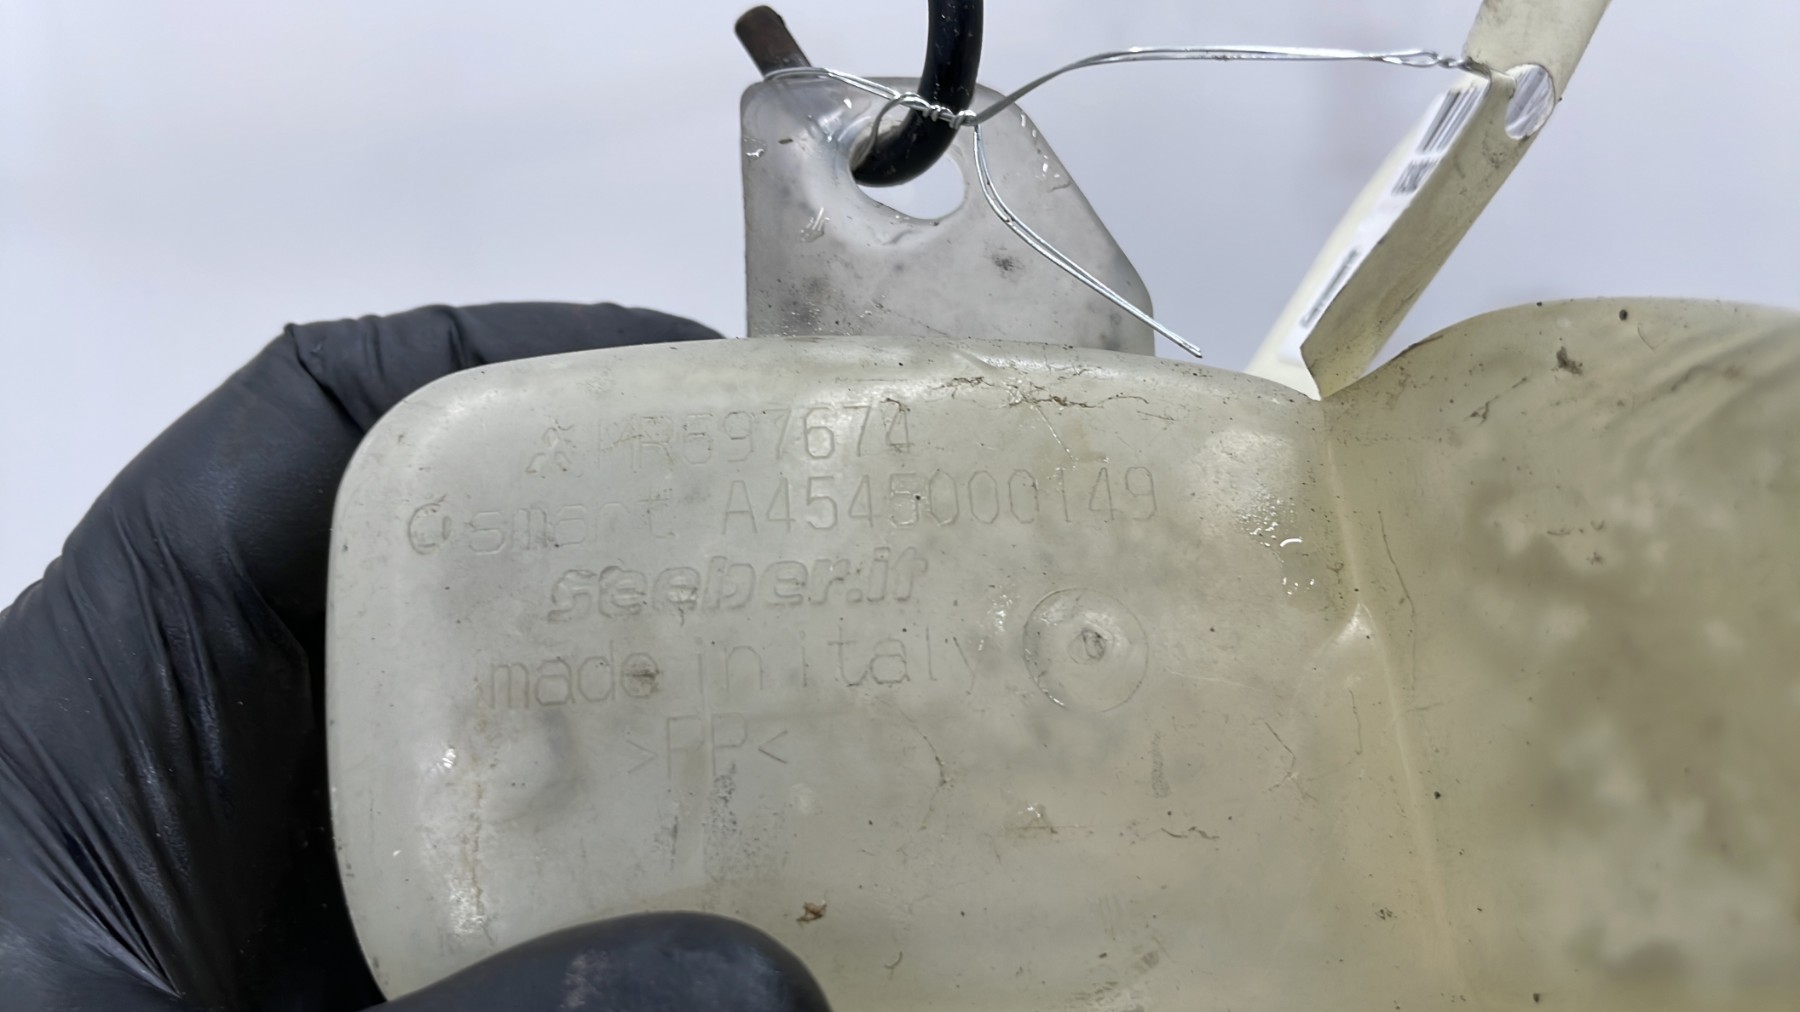 MR597674
smart A4545000149
seeber.it
made in italy
>PP<